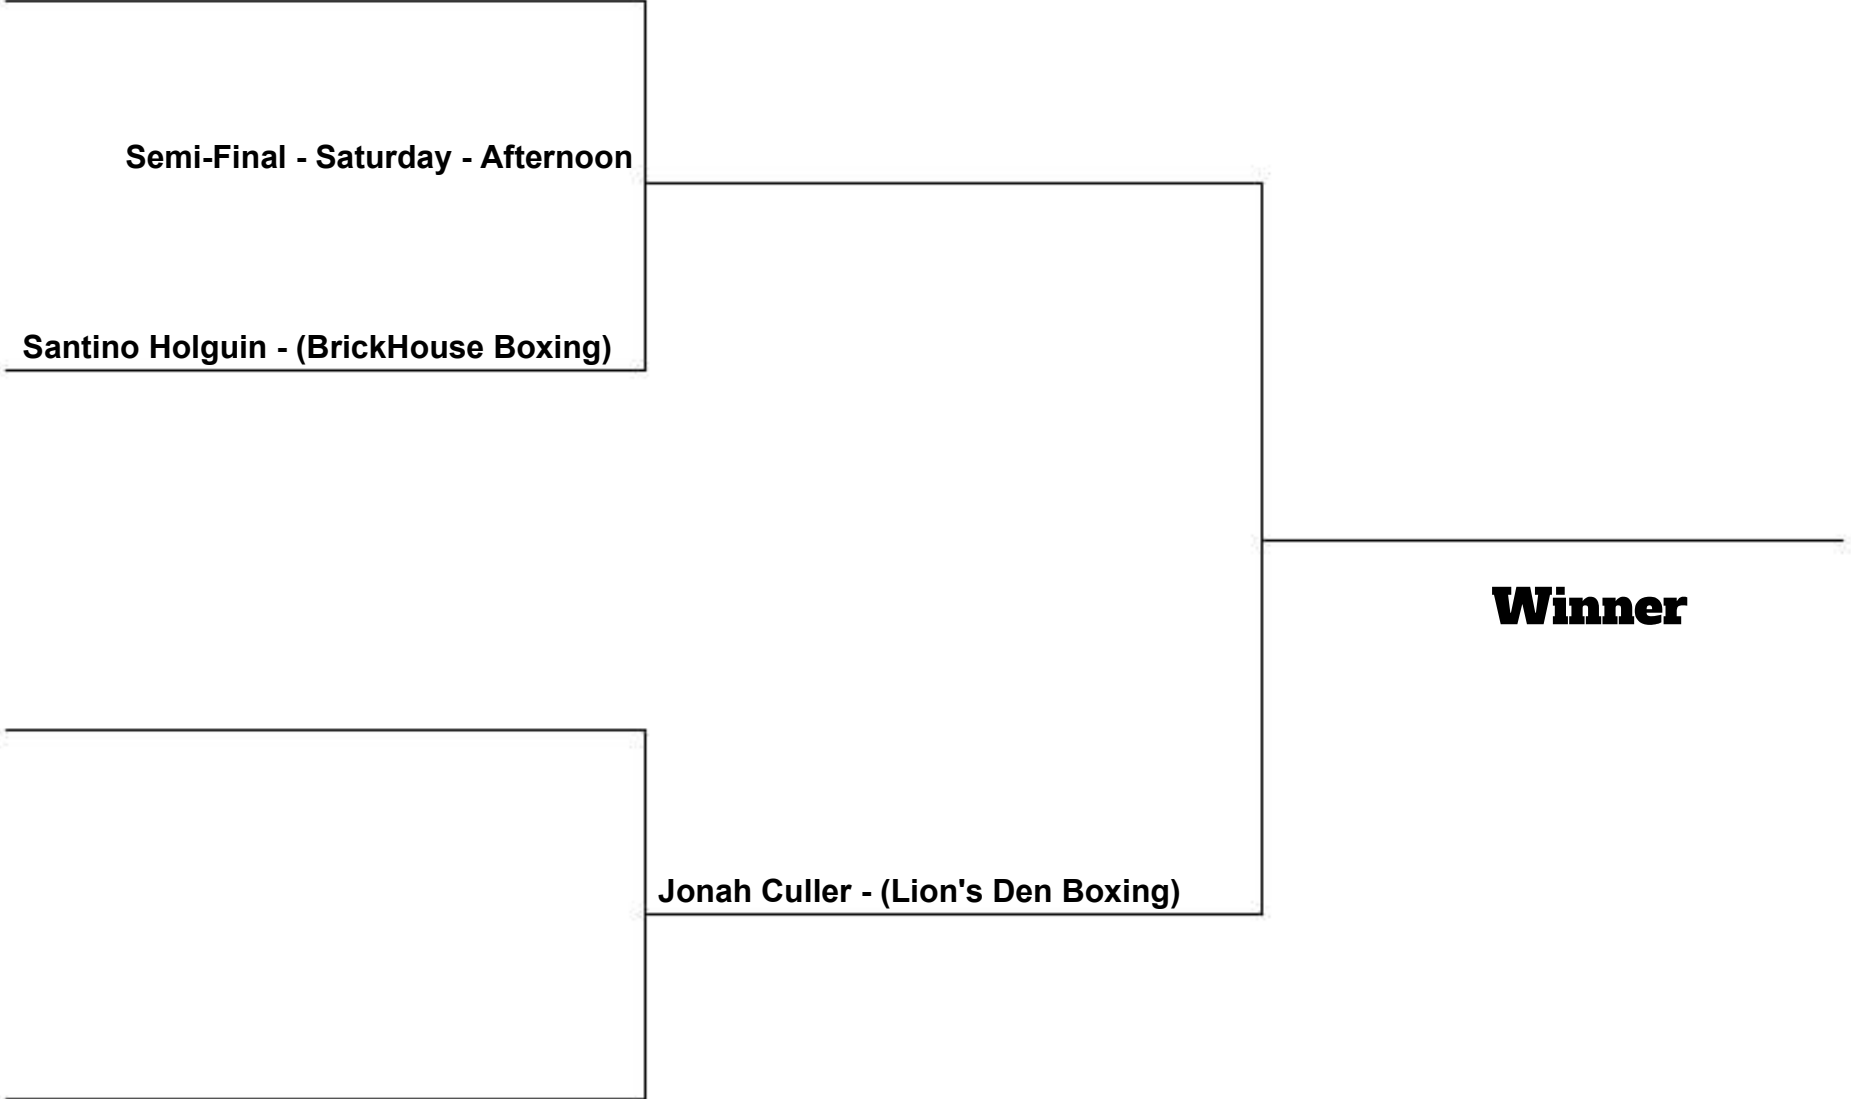 Semi-Final - Saturday - Afternoon
Santino Holguin - (BrickHouse Boxing)
Jonah Culler - (Lion's Den Boxing)
Winner